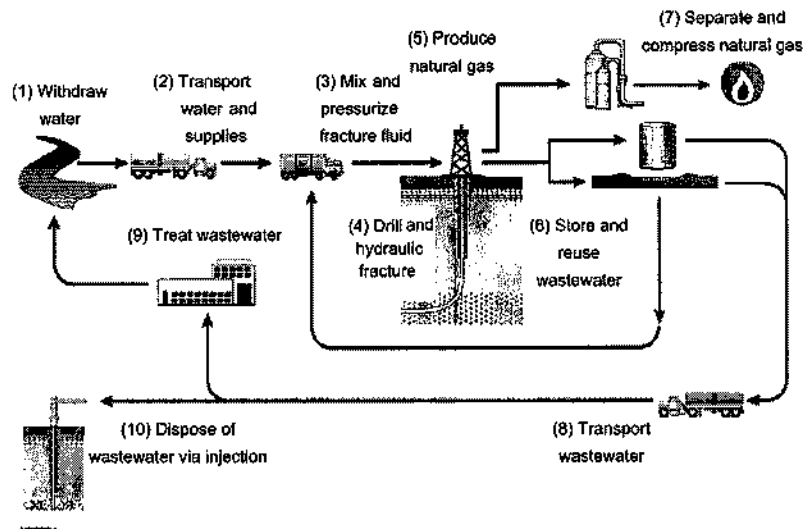 (1) Withdraw
water
(2) Transport
water and
supplies
(3) Mix and
pressurize
fracture fluid
(4) Drill and
hydraulic
fracture
(5) Produce
natural gas
(6) Store and
reuse
wastewater
(7) Separate and
compress natural gas
(8) Transport
wastewater
(9) Treat wastewater
(10) Dispose of
wastewater via injection